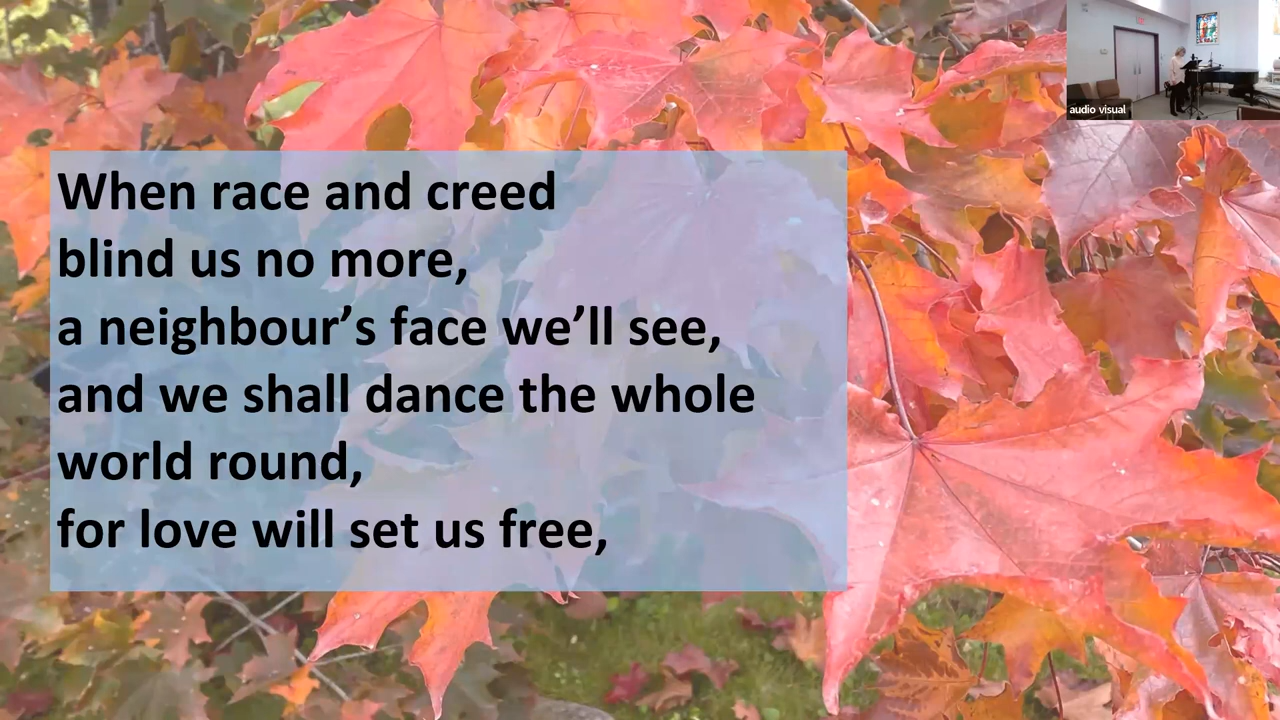 When race and creed
blind us no more,
a neighbour’s face we’ll see,
and we shall dance the whole
world round,
for love will set us free,
audio visual